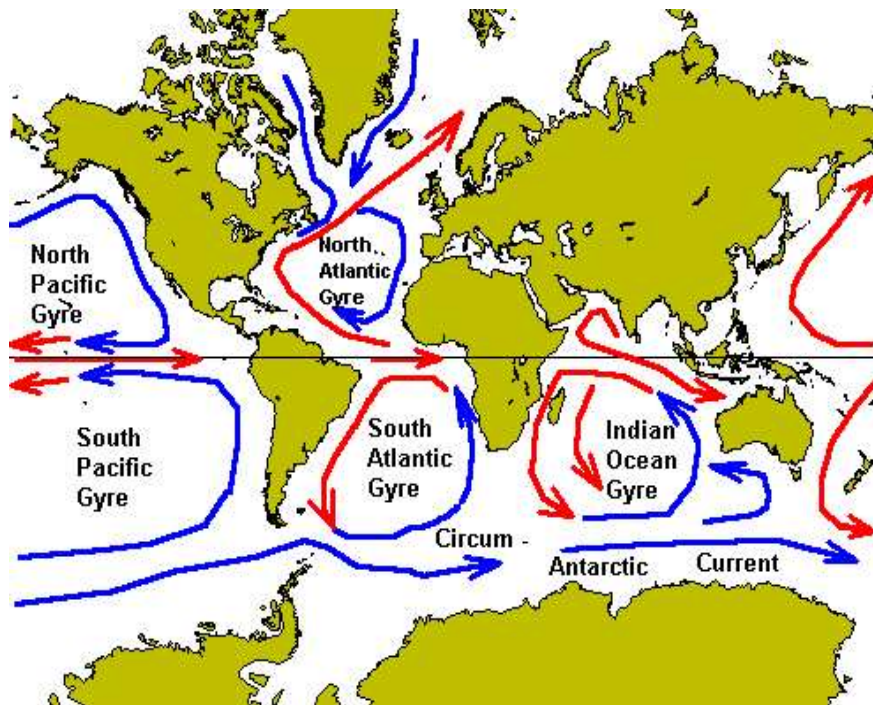 North
Pacific
Gyre
North
Atlantic
Gyre
South
Pacific
Gyre
South
Atlantic
Gyre
Indian
Ocean
Gyre
Circum -
Antarctic
Current